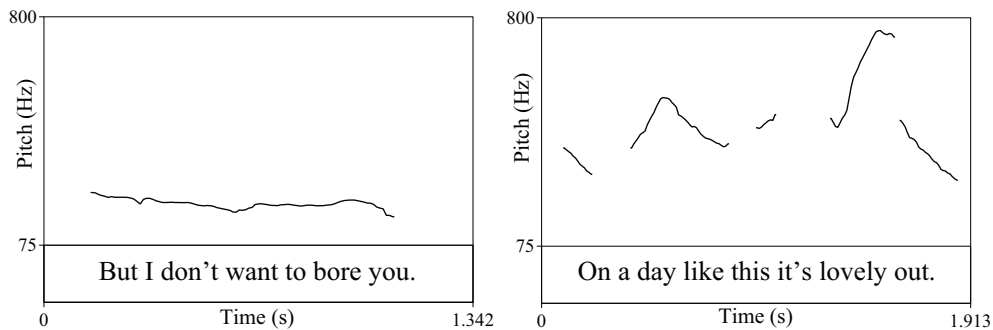 800
Pitch (Hz)
75
But I don't want to bore you.
0
Time (s)
1.342
800
Pitch (Hz)
75
On a day like this it's lovely out.
0
Time (s)
1.913